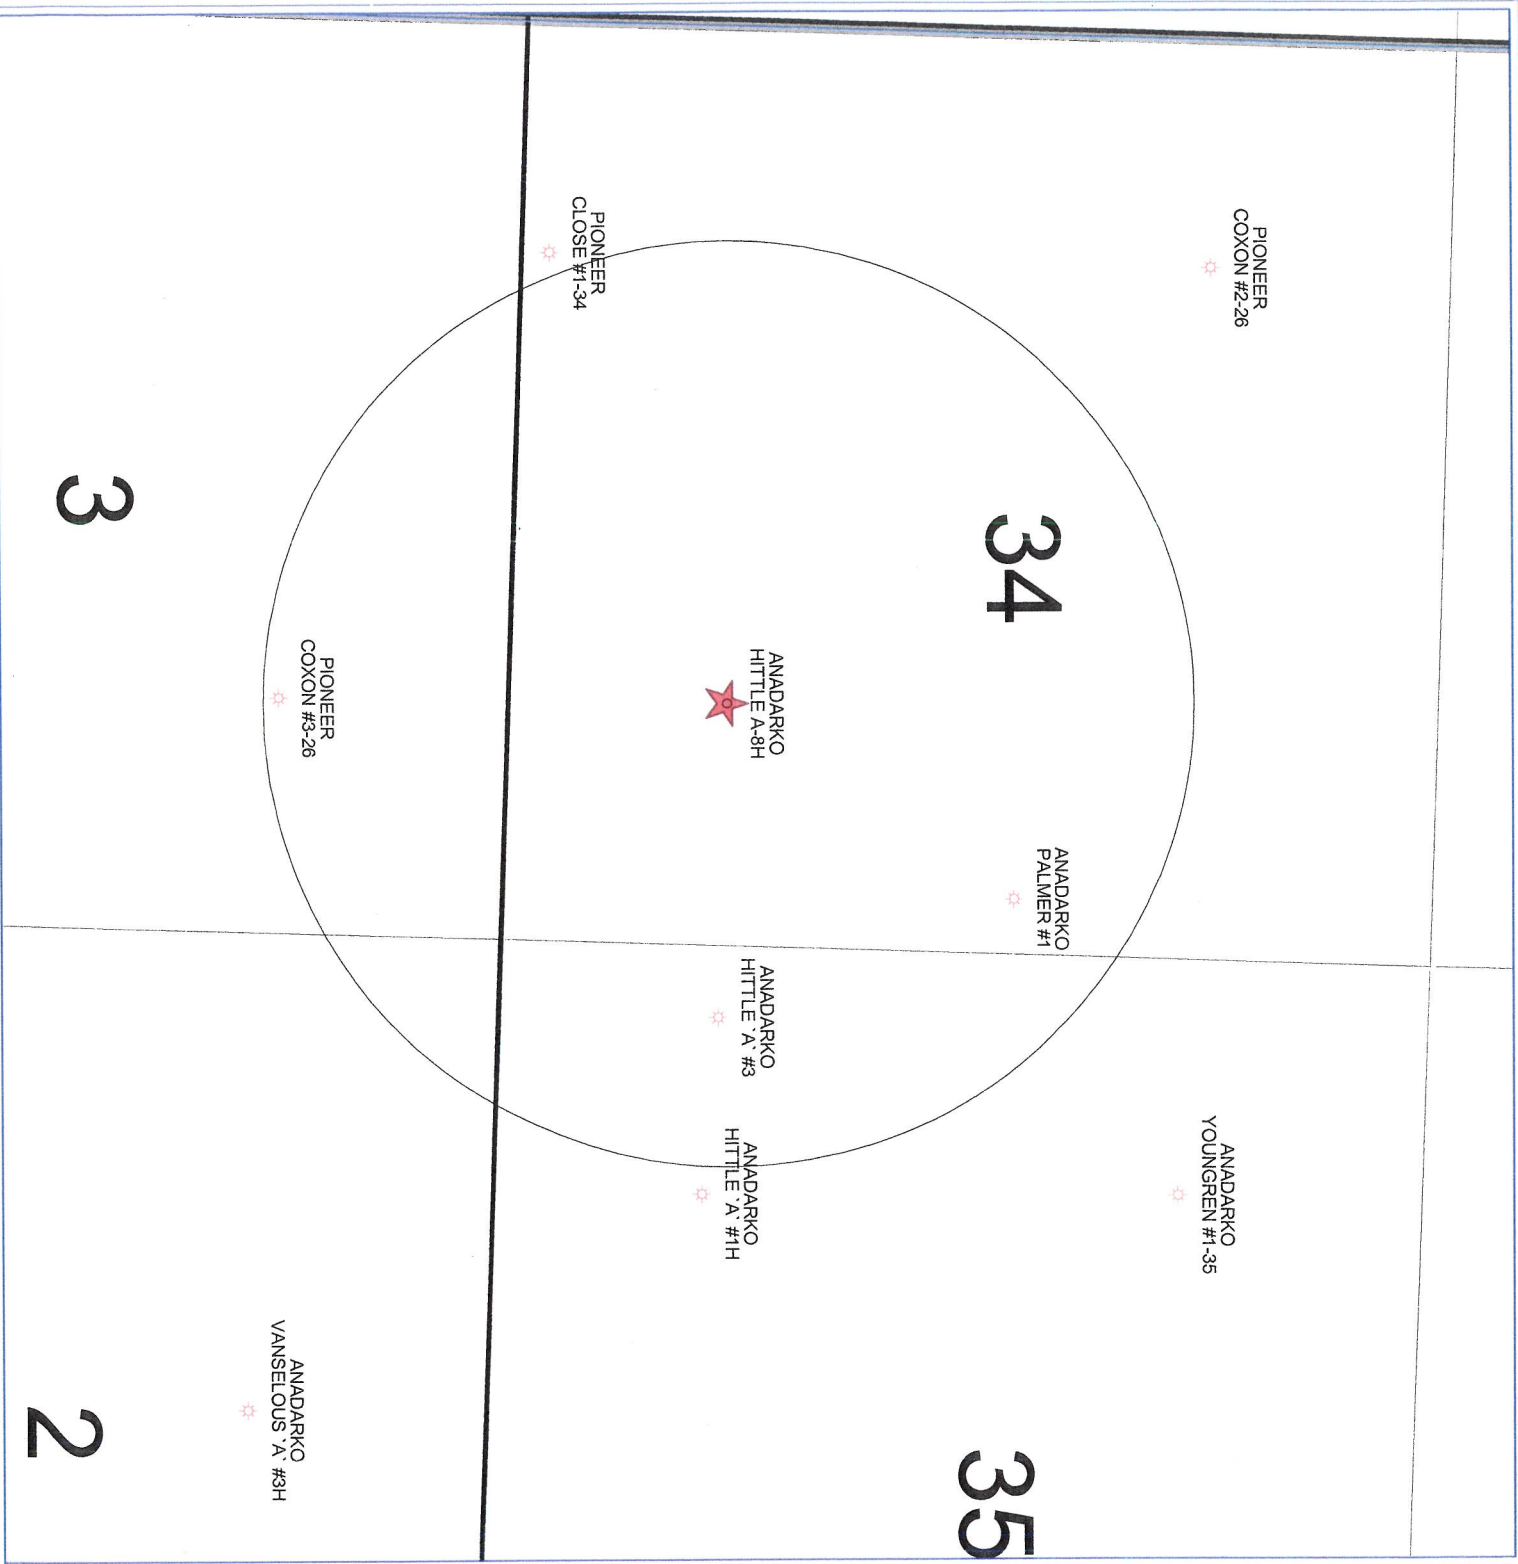 PIONEER
COXON #2-26
ANADARKO
YOUNGREN #1-35
34
35
ANADARKO
PALMER #1
ANADARKO
HITTLE A-8H
ANADARKO
HITTLE `A` #3
ANADARKO
HITTLE `A` #1H
PIONEER
CLOSE #1-34
PIONEER
COXON #3-26
ANADARKO
VANSELOUS `A` #3H
3
2